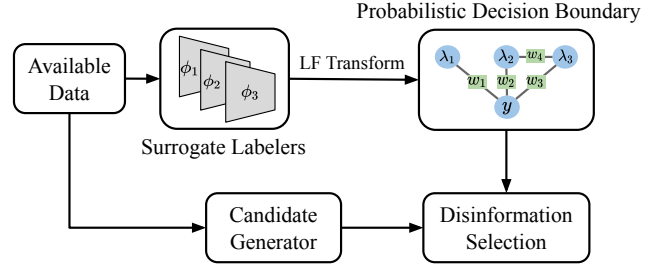 Probabilistic Decision Boundary
Available
Data
ϕ1
ϕ2
ϕ3
Surrogate Labelers
LF Transform
λ1
λ2
w4
λ3
w1
w2
w3
y
Candidate
Generator
Disinformation
Selection